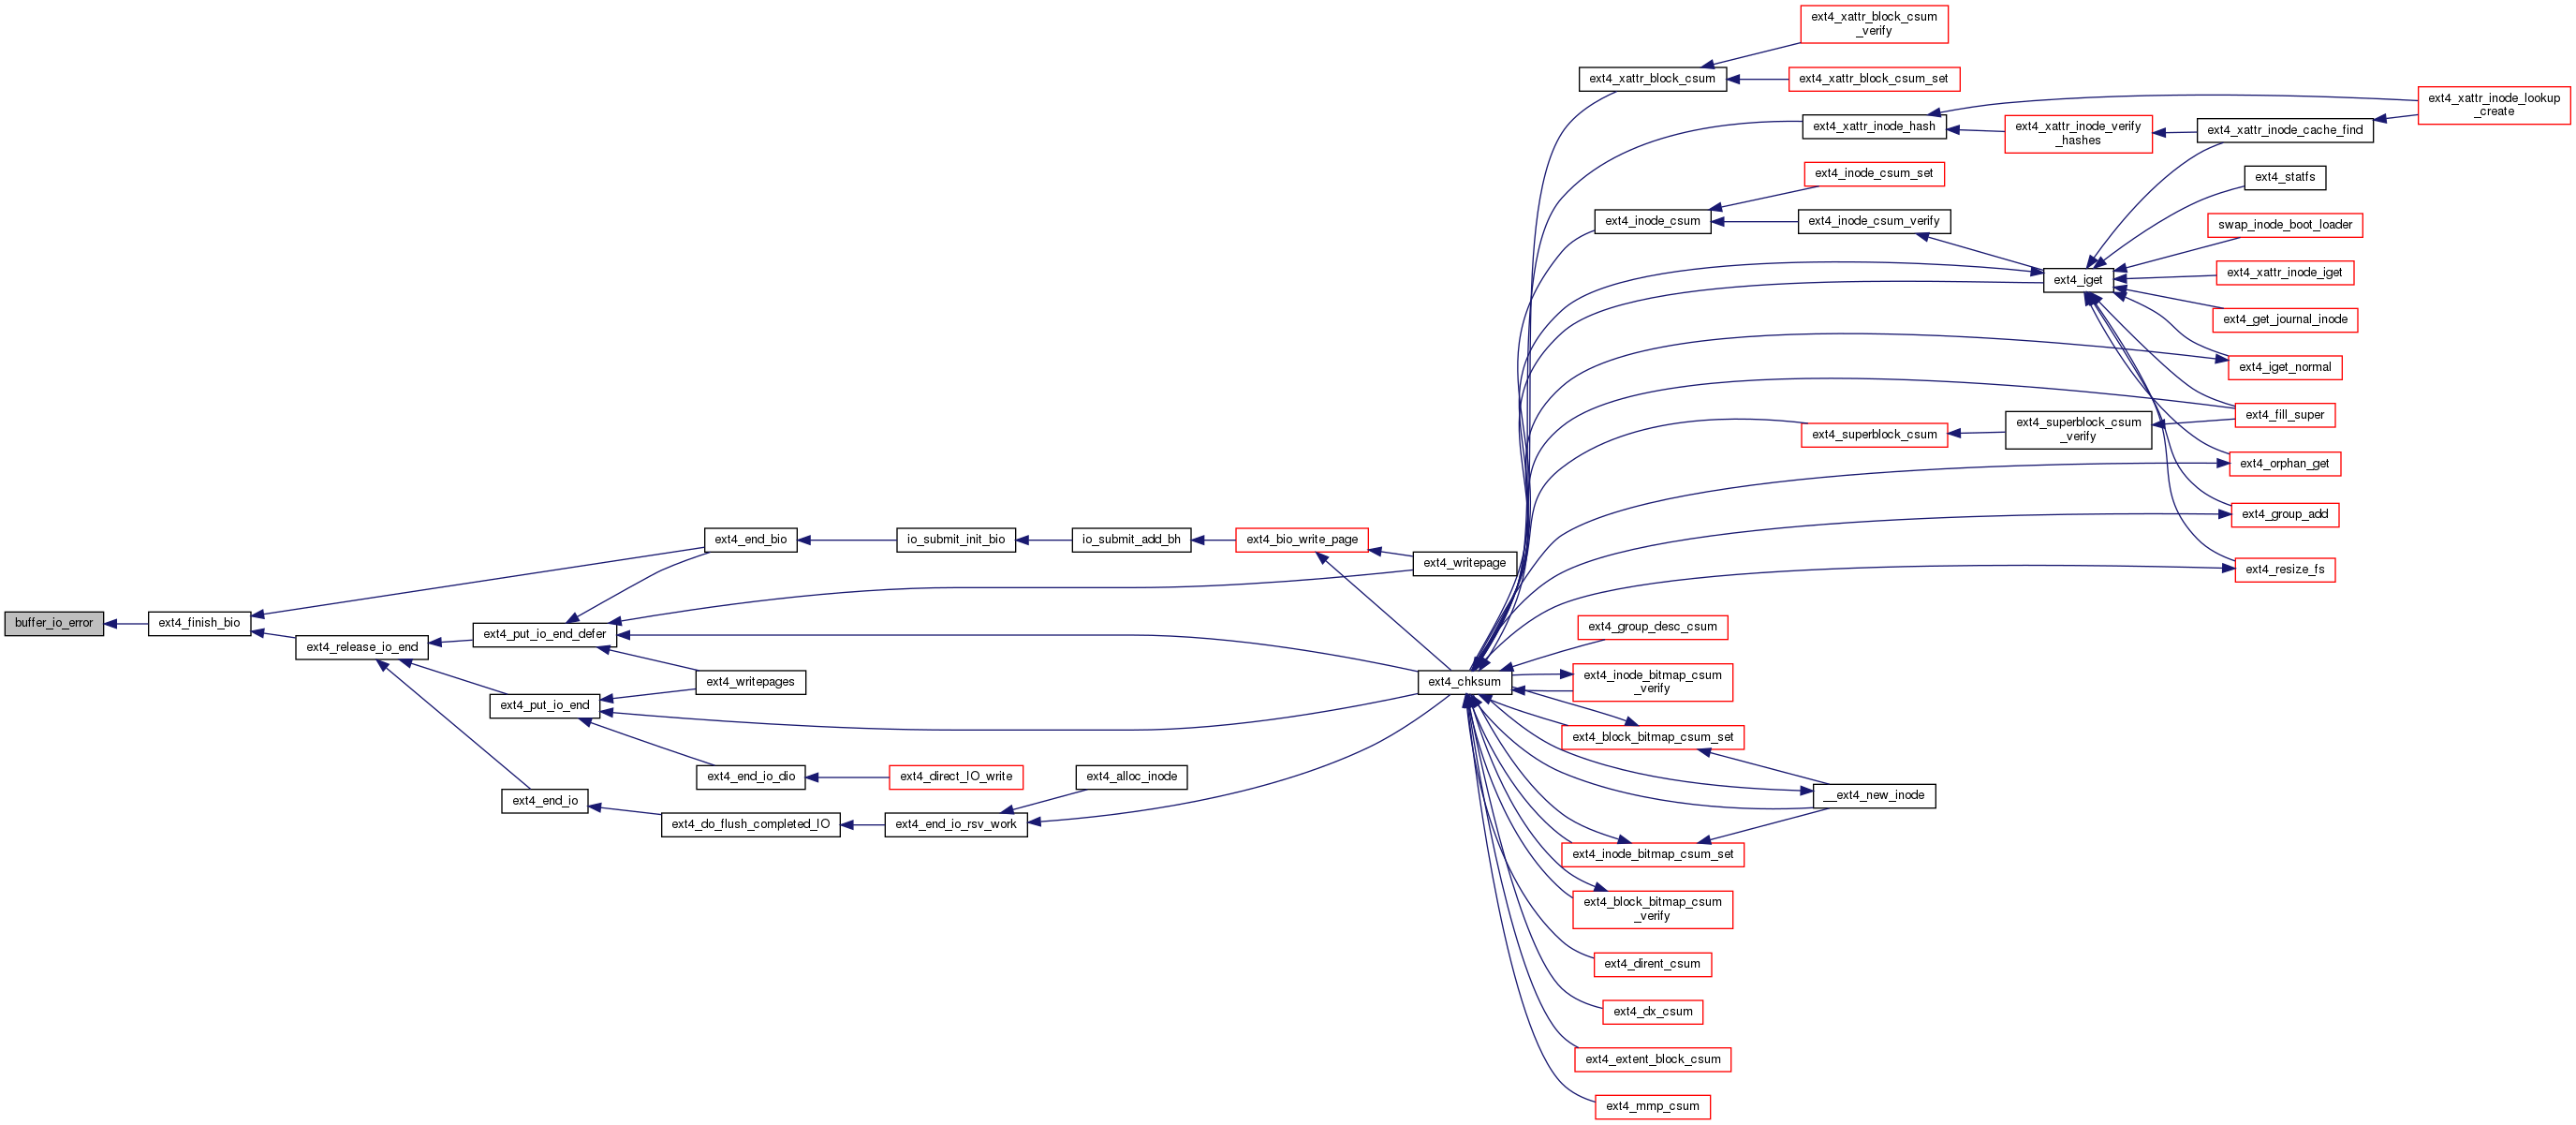 buffer_io_error
ext4_finish_bio
ext4_end_bio
ext4_release_io_end
ext4_put_io_end_defer
ext4_put_io_end
ext4_end_io
io_submit_init_bio
io_submit_add_bh
ext4_bio_write_page
ext4_writepage
ext4_writepages
ext4_end_io_dio
ext4_direct_IO_write
ext4_do_flush_completed_IO
ext4_end_io_rsv_work
ext4_alloc_inode
ext4_chksum
ext4_xattr_block_csum
ext4_xattr_block_csum
_verify
ext4_xattr_block_csum_set
ext4_xattr_inode_hash
ext4_xattr_inode_verify
_hashes
ext4_xattr_inode_cache_find
ext4_xattr_inode_lookup
_create
ext4_inode_csum
ext4_inode_csum_set
ext4_inode_csum_verify
ext4_iget
ext4_statfs
swap_inode_boot_loader
ext4_xattr_inode_iget
ext4_get_journal_inode
ext4_iget_normal
ext4_fill_super
ext4_superblock_csum
ext4_superblock_csum
_verify
ext4_orphan_get
ext4_group_add
ext4_resize_fs
ext4_group_desc_csum
ext4_inode_bitmap_csum
_verify
ext4_block_bitmap_csum_set
__ext4_new_inode
ext4_inode_bitmap_csum_set
ext4_block_bitmap_csum
_verify
ext4_dirent_csum
ext4_dx_csum
ext4_extent_block_csum
ext4_mmp_csum